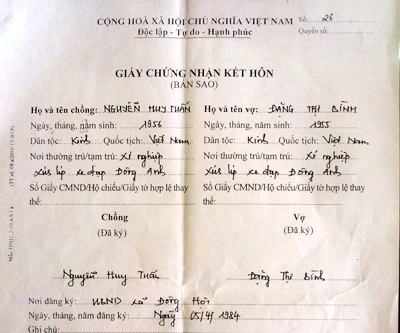 CỘNG HOÀ XÃ HỘI CHỦ NGHĨA VIỆT NAM
Độc lập - Tự do - Hạnh phúc
Số: 26
Quyển số:
GIẤY CHỨNG NHẬN KẾT HÔN
(BẢN SAO)
Họ và tên chồng: NGUYỄN HUY TUẤN
Ngày, tháng, năm sinh: 1956
Dân tộc: Kinh Quốc tịch: Việt Nam
Nơi thường trú/tạm trú: Xí nghiệp
xúc líp xe đạp Đông Anh
Số Giấy CMND/Hộ chiếu/Giấy tờ hợp lệ thay
thế:
Họ và tên vợ: ĐẶNG THỊ BÌNH
Ngày, tháng, năm sinh: 1955
Dân tộc: Kinh Quốc tịch: Việt Nam
Nơi thường trú/tạm trú: Xí nghiệp
xúc líp xe đạp Đông Anh
Số Giấy CMND/Hộ chiếu/Giấy tờ hợp lệ thay
thế:
Chồng
(Đã ký)
Nguyễn Huy Tuấn
Vợ
(Đã ký)
Đặng Thị Bình
Nơi đăng ký: UBND xã Đông Hội
Ngày, tháng, năm đăng ký: Ngày 05/4/1984
Ghi chú: